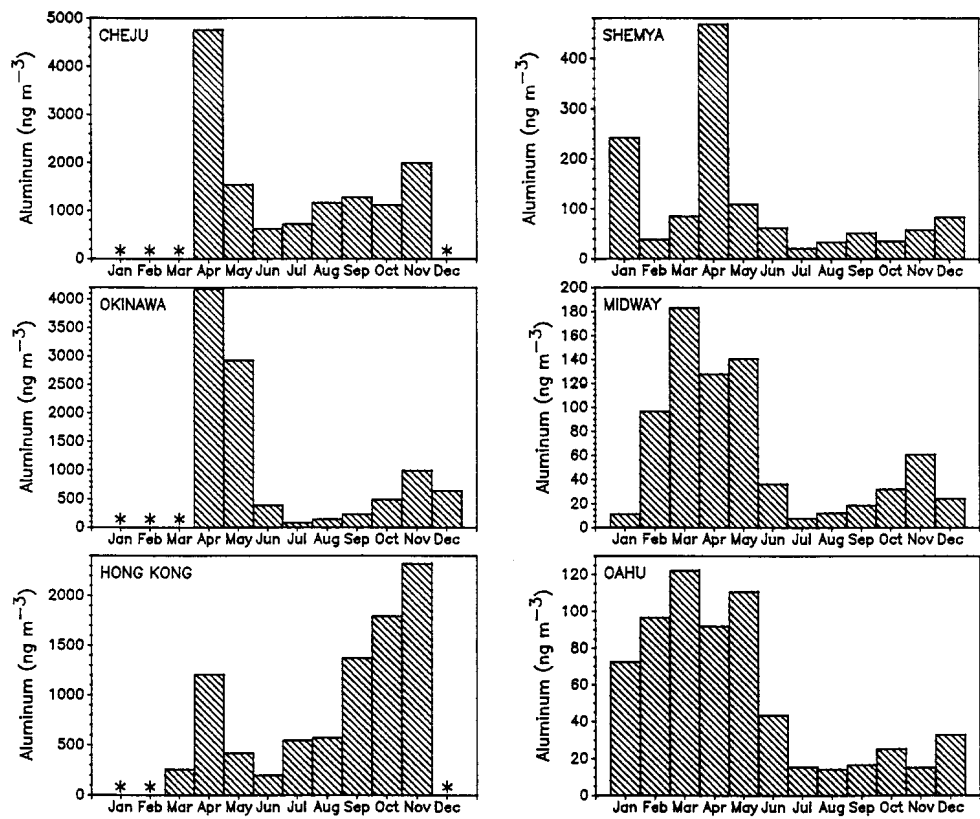 CHEJU
Aluminum (ng m⁻³)
5000
4000
3000
2000
1000
0
* * * *
Jan Feb Mar Apr May Jun Jul Aug Sep Oct Nov Dec
SHEMYA
Aluminum (ng m⁻³)
400
300
200
100
0
Jan Feb Mar Apr May Jun Jul Aug Sep Oct Nov Dec
OKINAWA
Aluminum (ng m⁻³)
4000
3500
3000
2500
2000
1500
1000
500
0
* * *
Jan Feb Mar Apr May Jun Jul Aug Sep Oct Nov Dec
MIDWAY
Aluminum (ng m⁻³)
200
180
160
140
120
100
80
60
40
20
0
Jan Feb Mar Apr May Jun Jul Aug Sep Oct Nov Dec
HONG KONG
Aluminum (ng m⁻³)
2000
1500
1000
500
0
* * *
Jan Feb Mar Apr May Jun Jul Aug Sep Oct Nov Dec
OAHU
Aluminum (ng m⁻³)
120
100
80
60
40
20
0
Jan Feb Mar Apr May Jun Jul Aug Sep Oct Nov Dec